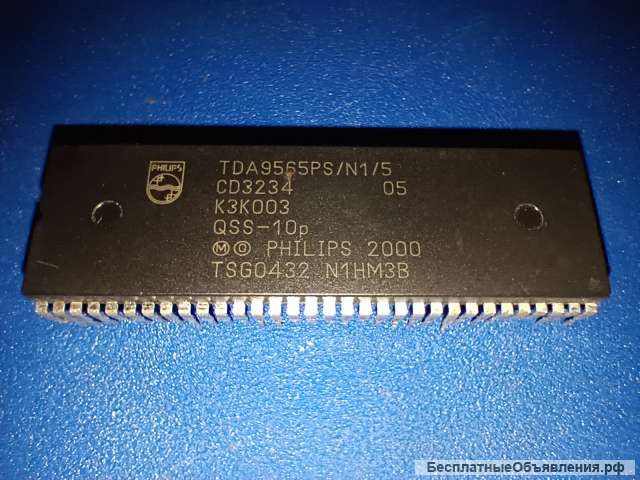 PHILIPS
TDA9565PS/N1/5
CD3234 05
K3K003
QSS-10p
M C PHILIPS 2000
TSG0432 N1HM3B
БесплатныеОбъявления.рф